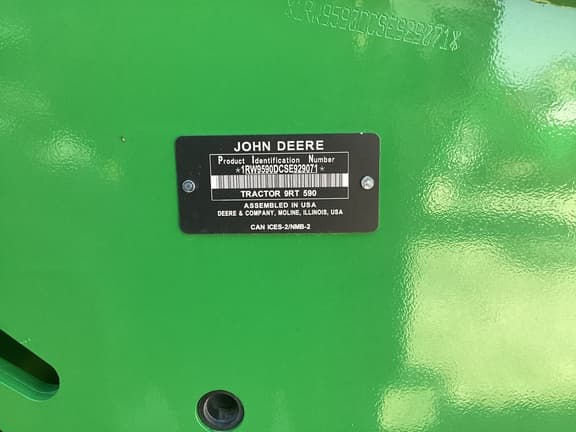 *1RW9590DCSE929071*
JOHN DEERE
Product Identification Number
*1RW9590DCSE929071*
TRACTOR 9RT 590
ASSEMBLED IN USA
DEERE & COMPANY, MOLINE, ILLINOIS, USA
CAN ICES-2/NMB-2